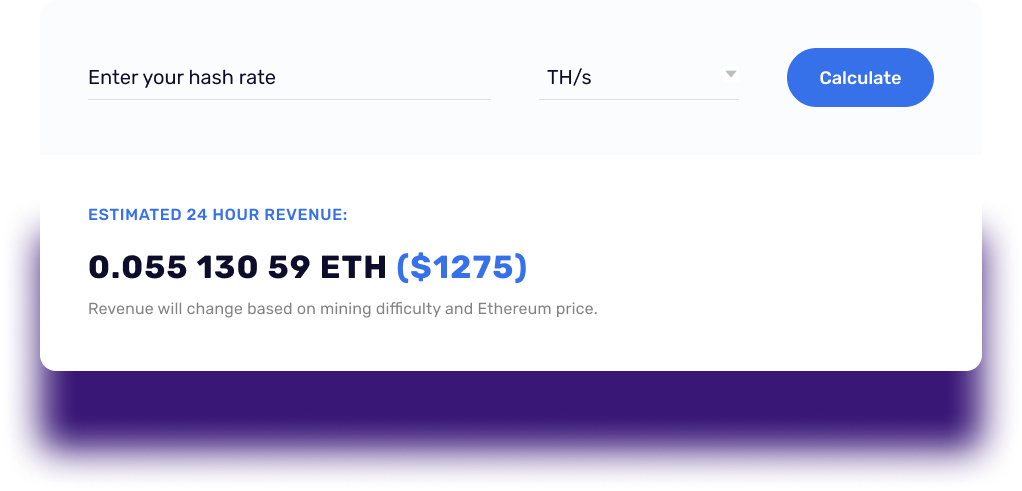 Enter your hash rate
TH/s
Calculate
ESTIMATED 24 HOUR REVENUE:
0.055 130 59 ETH ($1275)
Revenue will change based on mining difficulty and Ethereum price.